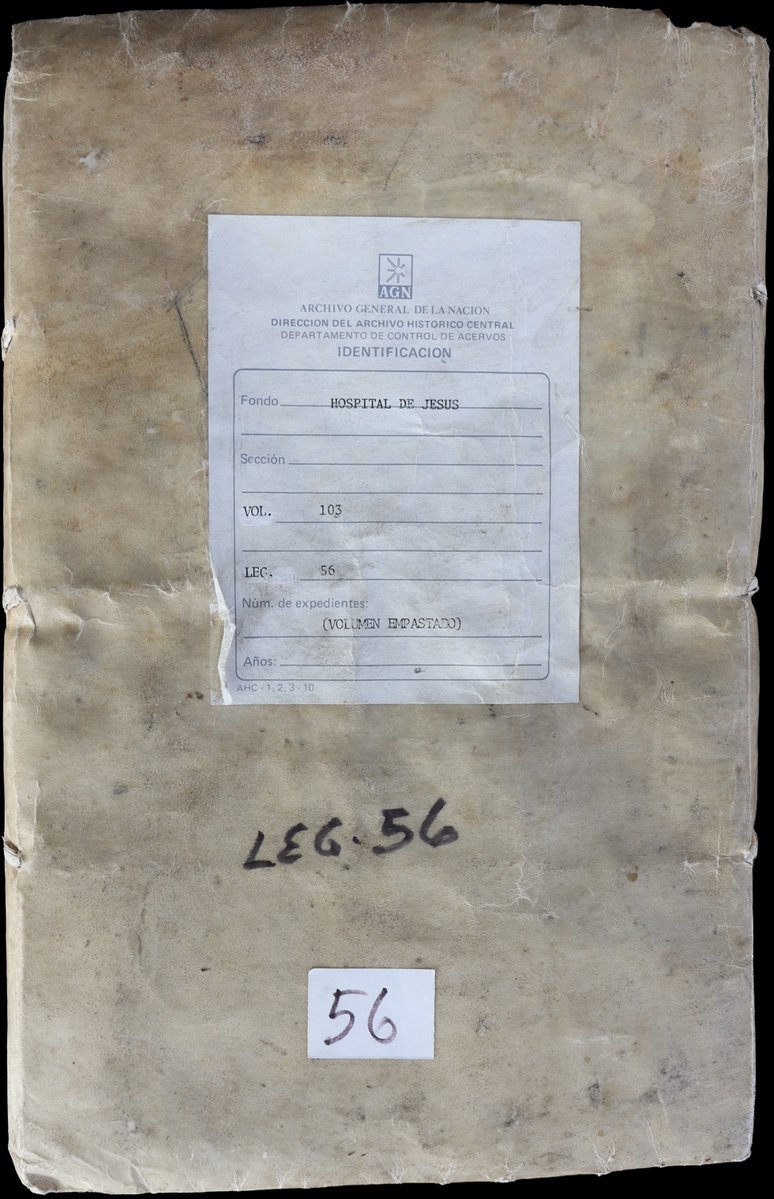 AGN
ARCHIVO GENERAL DE LA NACION
DIRECCION DEL ARCHIVO HISTORICO CENTRAL
DEPARTAMENTO DE CONTROL DE ACERVOS
IDENTIFICACION
Fondo HOSPITAL DE JESUS
Sección
VOL. 103
LEG. 56
Núm. de expedientes:
(VOLUMEN EMPASTADO)
Años:
AHC - 1, 2, 3 - 10
LEG. 56
56